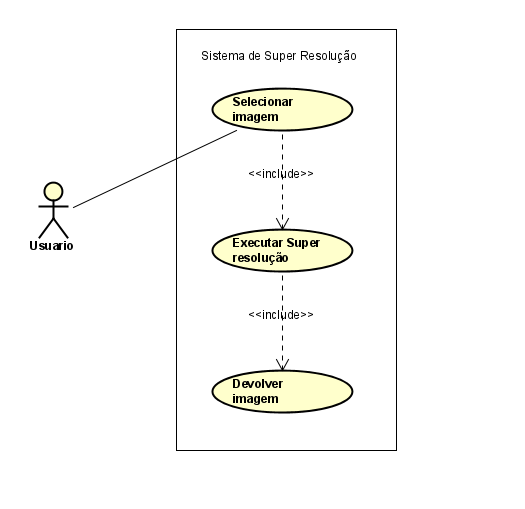 Sistema de Super Resolução
Selecionar
imagem
<<include>>
Usuario
Executar Super
resolução
<<include>>
Devolver
imagem